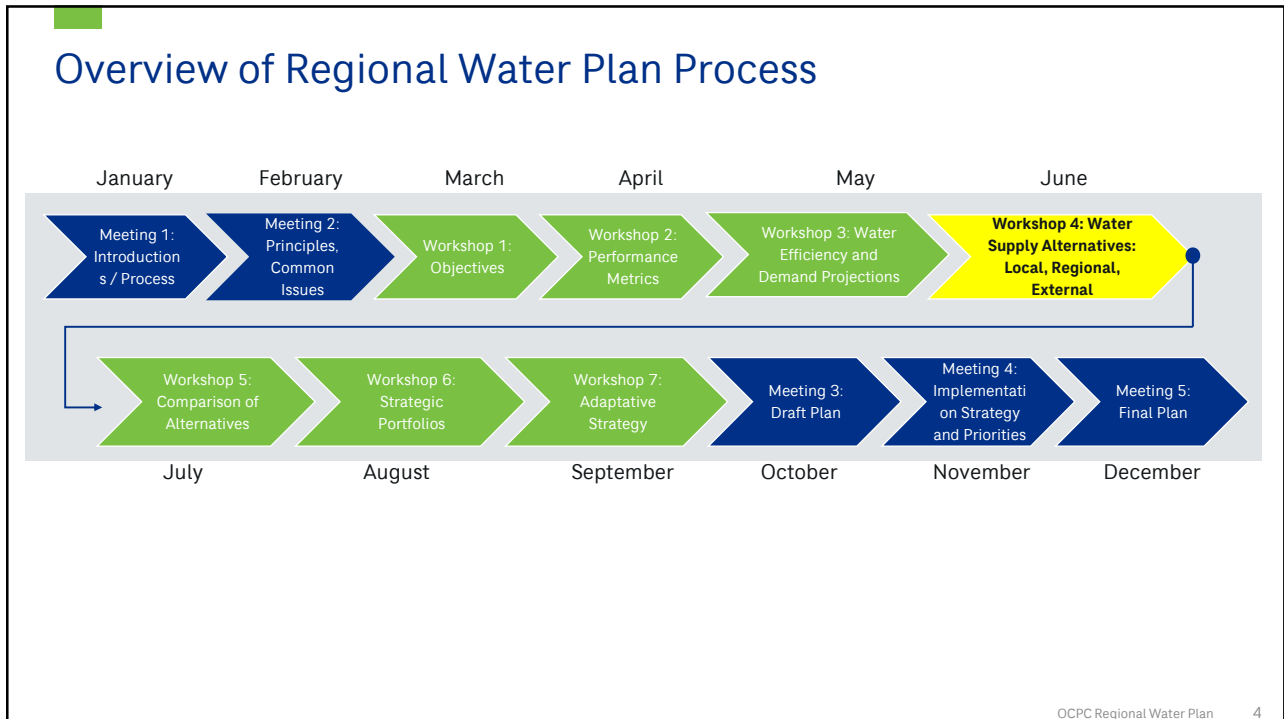 Overview of Regional Water Plan Process
January
February
March
April
May
June
Meeting 1:
Introduction
s / Process
Meeting 2:
Principles,
Common
Issues
Workshop 1:
Objectives
Workshop 2:
Performance
Metrics
Workshop 3: Water
Efficiency and
Demand Projections
Workshop 4: Water
Supply Alternatives:
Local, Regional,
External
Workshop 5:
Comparison of
Alternatives
Workshop 6:
Strategic
Portfolios
Workshop 7:
Adaptative
Strategy
Meeting 3:
Draft Plan
Meeting 4:
Implementati
on Strategy
and Priorities
Meeting 5:
Final Plan
July
August
September
October
November
December
OCPC Regional Water Plan 4